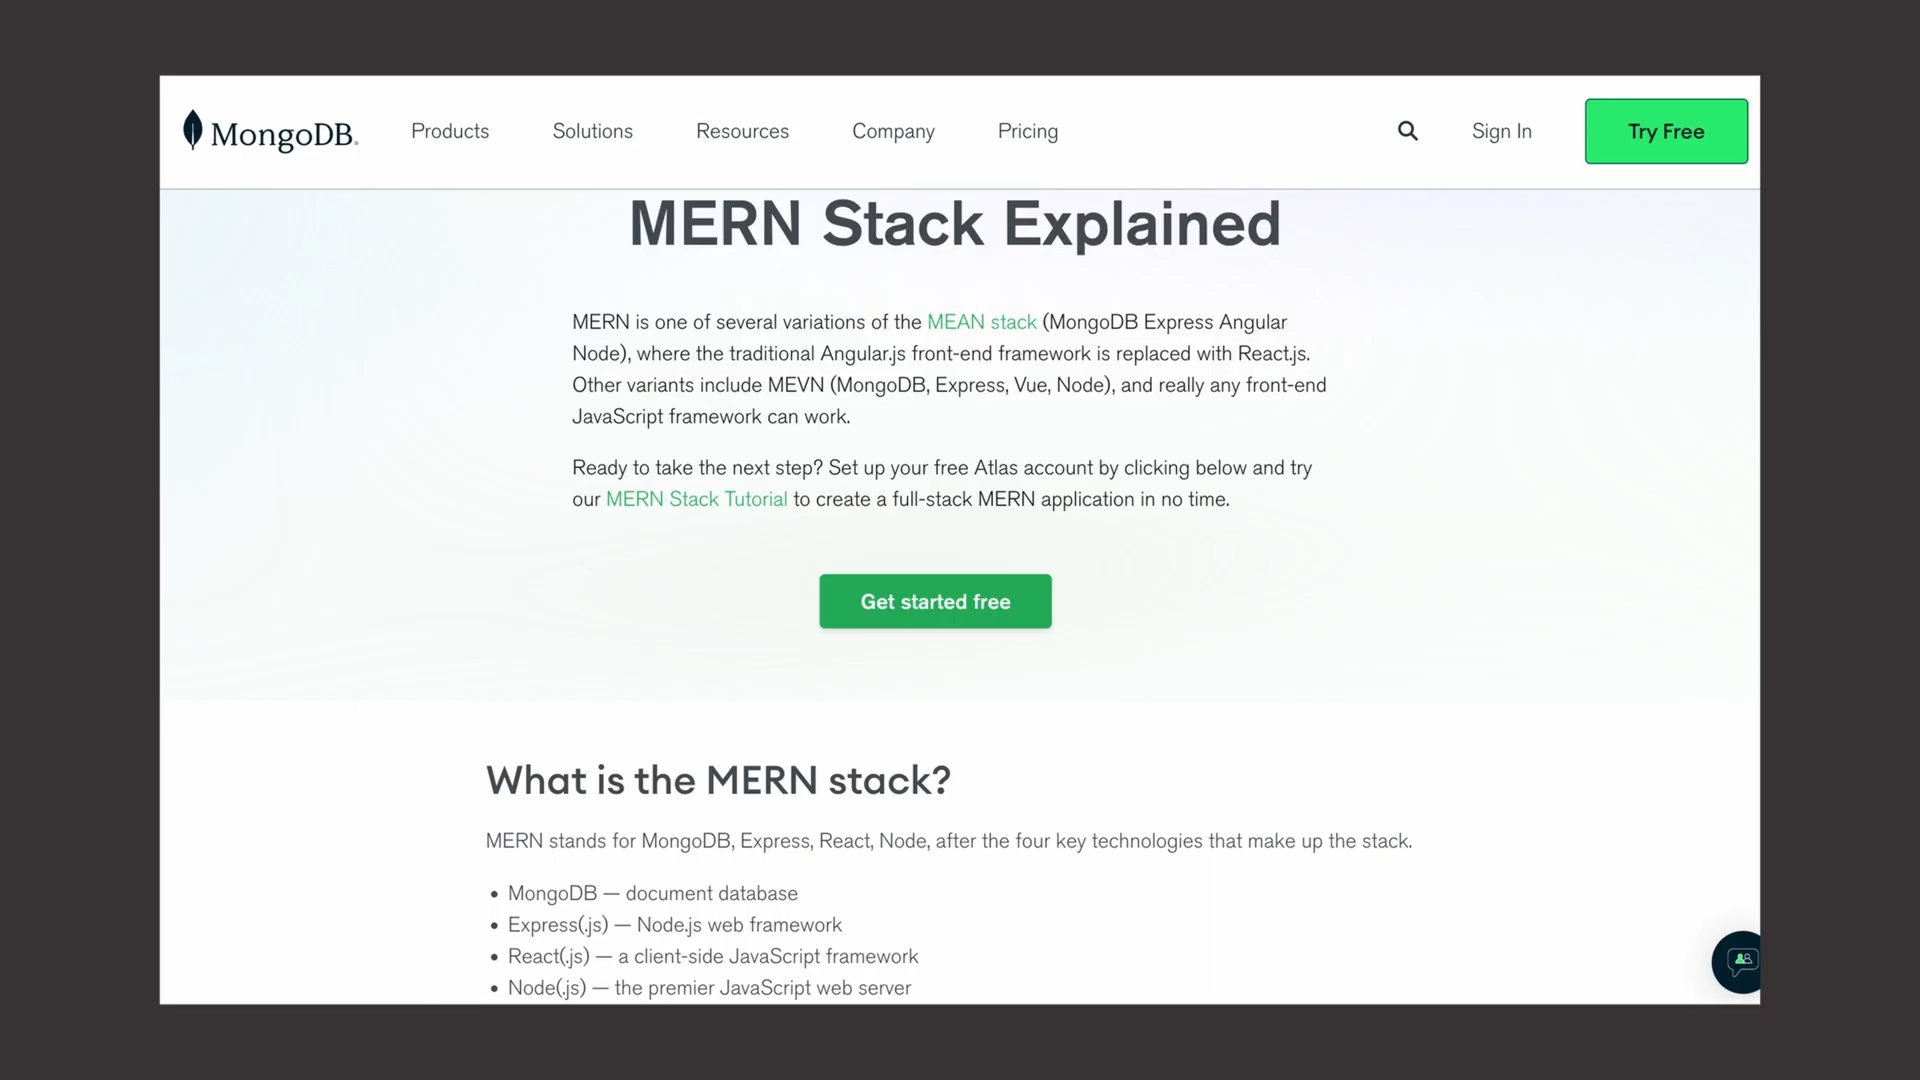 MongoDB.
Products
Solutions
Resources
Company
Pricing
Sign In
Try Free
MERN Stack Explained
MERN is one of several variations of the MEAN stack (MongoDB Express Angular
Node), where the traditional Angular.js front-end framework is replaced with React.js.
Other variants include MEVN (MongoDB, Express, Vue, Node), and really any front-end
JavaScript framework can work.
Ready to take the next step? Set up your free Atlas account by clicking below and try
our MERN Stack Tutorial to create a full-stack MERN application in no time.
Get started free
What is the MERN stack?
MERN stands for MongoDB, Express, React, Node, after the four key technologies that make up the stack.
• MongoDB — document database
• Express(.js) — Node.js web framework
• React(.js) — a client-side JavaScript framework
• Node(.js) — the premier JavaScript web server